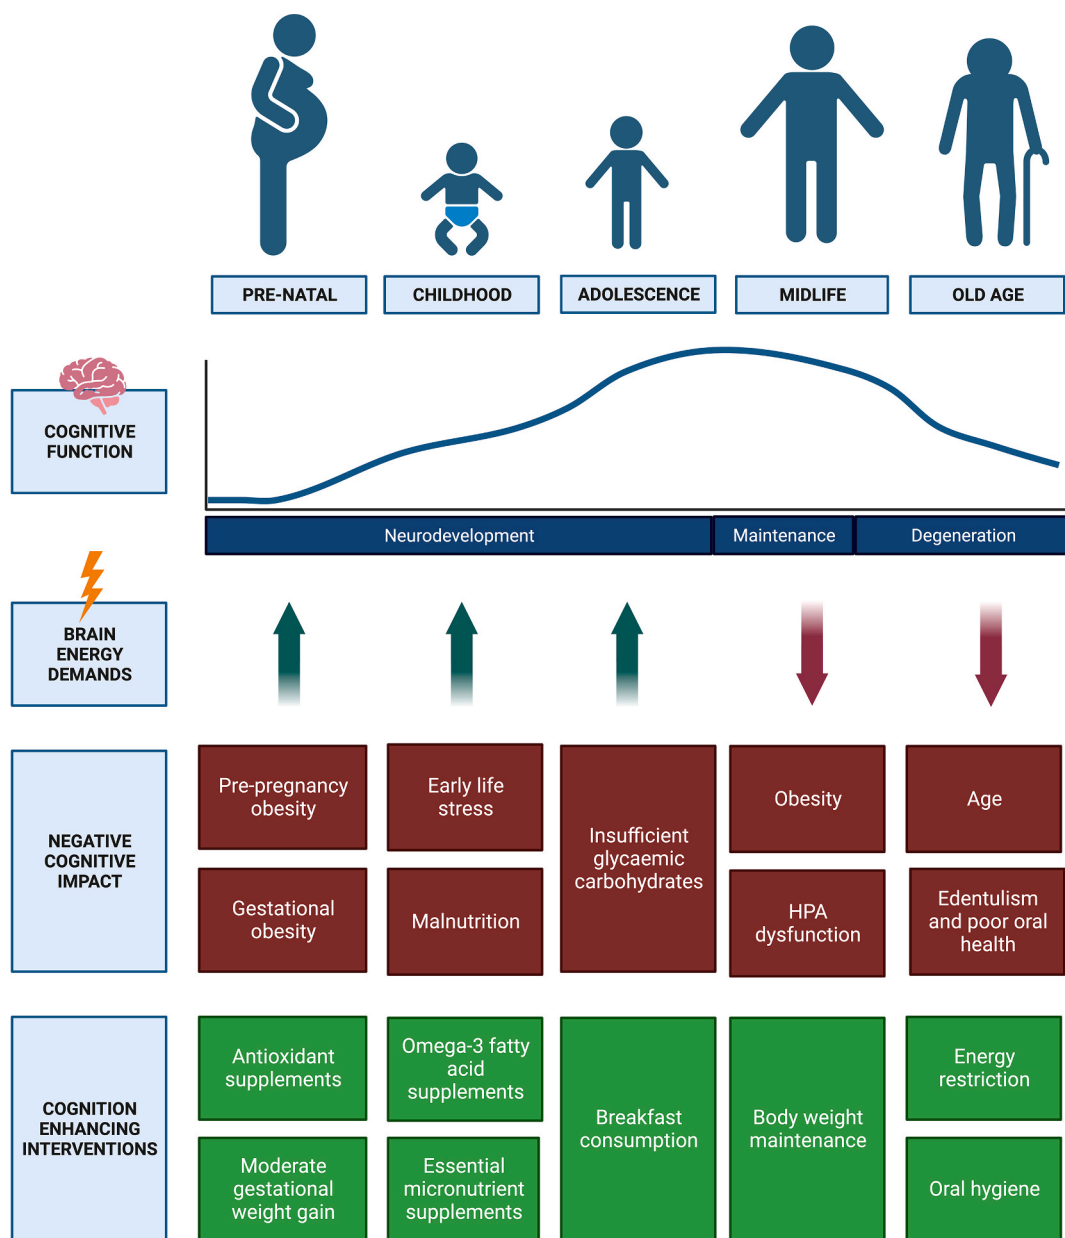 PRE-NATAL
CHILDHOOD
ADOLESCENCE
MIDLIFE
OLD AGE
COGNITIVE
FUNCTION
Neurodevelopment
Maintenance
Degeneration
BRAIN
ENERGY
DEMANDS
NEGATIVE
COGNITIVE
IMPACT
Pre-pregnancy
obesity
Early life
stress
Insufficient
glycaemic
carbohydrates
Obesity
Age
Gestational
obesity
Malnutrition
HPA
dysfunction
Edentulism
and poor oral
health
COGNITION
ENHANCING
INTERVENTIONS
Antioxidant
supplements
Omega-3 fatty
acid
supplements
Breakfast
consumption
Body weight
maintenance
Energy
restriction
Moderate
gestational
weight gain
Essential
micronutrient
supplements
Oral hygiene